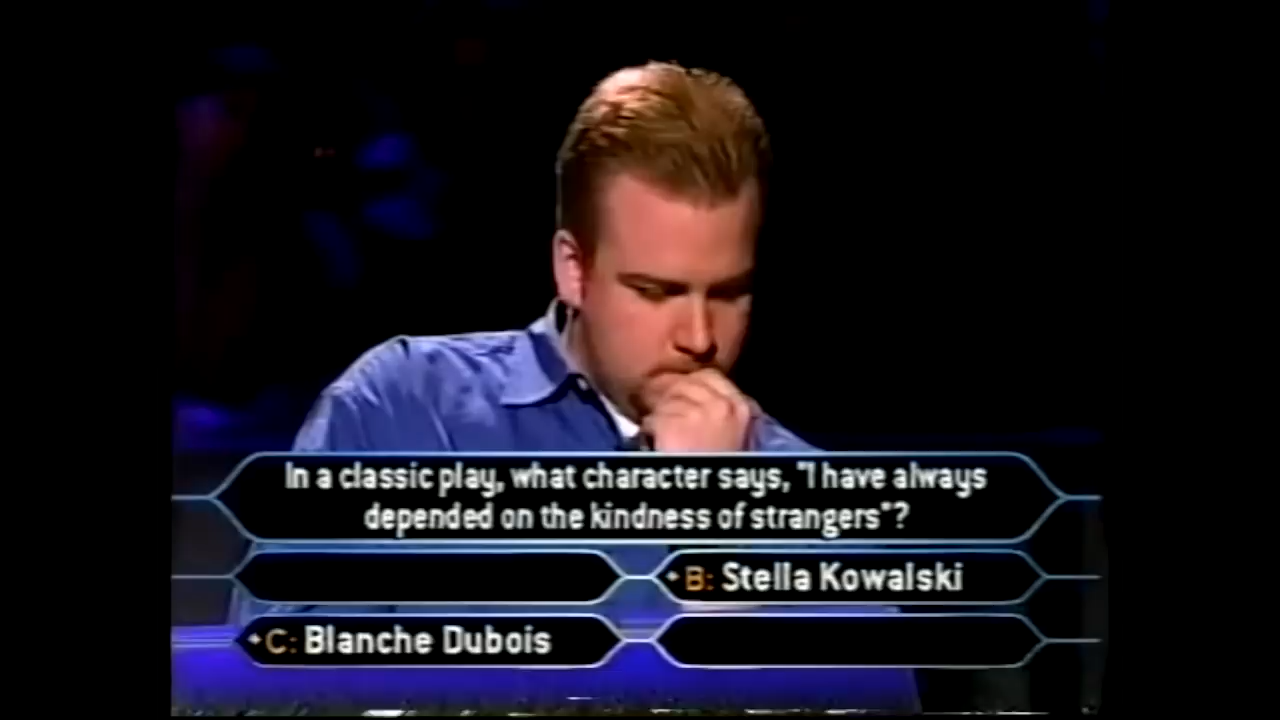 In a classic play, what character says, "I have always
depended on the kindness of strangers"?
B: Stella Kowalski
C: Blanche Dubois